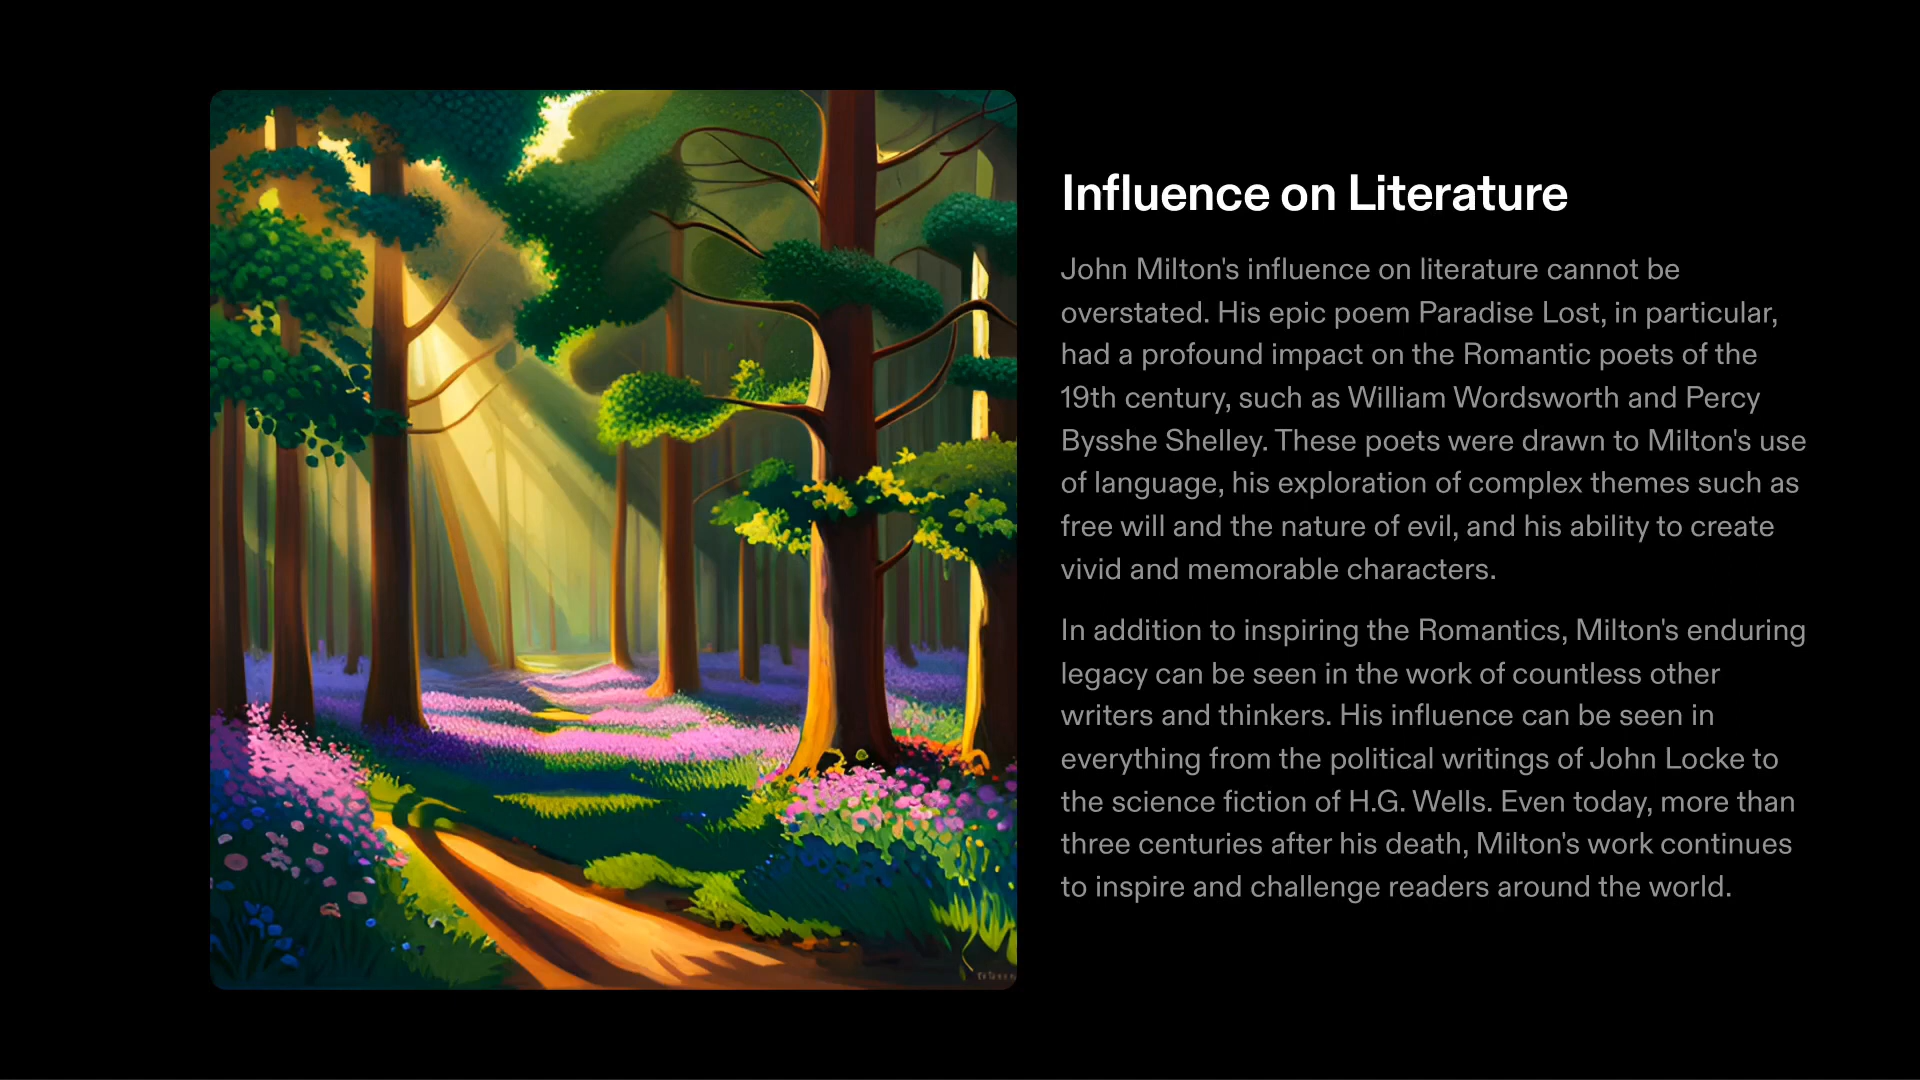 Influence on Literature
John Milton's influence on literature cannot be
overstated. His epic poem Paradise Lost, in particular,
had a profound impact on the Romantic poets of the
19th century, such as William Wordsworth and Percy
Bysshe Shelley. These poets were drawn to Milton's use
of language, his exploration of complex themes such as
free will and the nature of evil, and his ability to create
vivid and memorable characters.
In addition to inspiring the Romantics, Milton's enduring
legacy can be seen in the work of countless other
writers and thinkers. His influence can be seen in
everything from the political writings of John Locke to
the science fiction of H.G. Wells. Even today, more than
three centuries after his death, Milton's work continues
to inspire and challenge readers around the world.